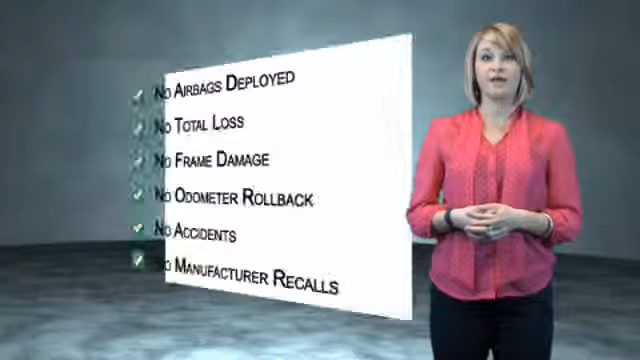 No Airbags Deployed
No Total Loss
No Frame Damage
No Odometer Rollback
No Accidents
No Manufacturer Recalls